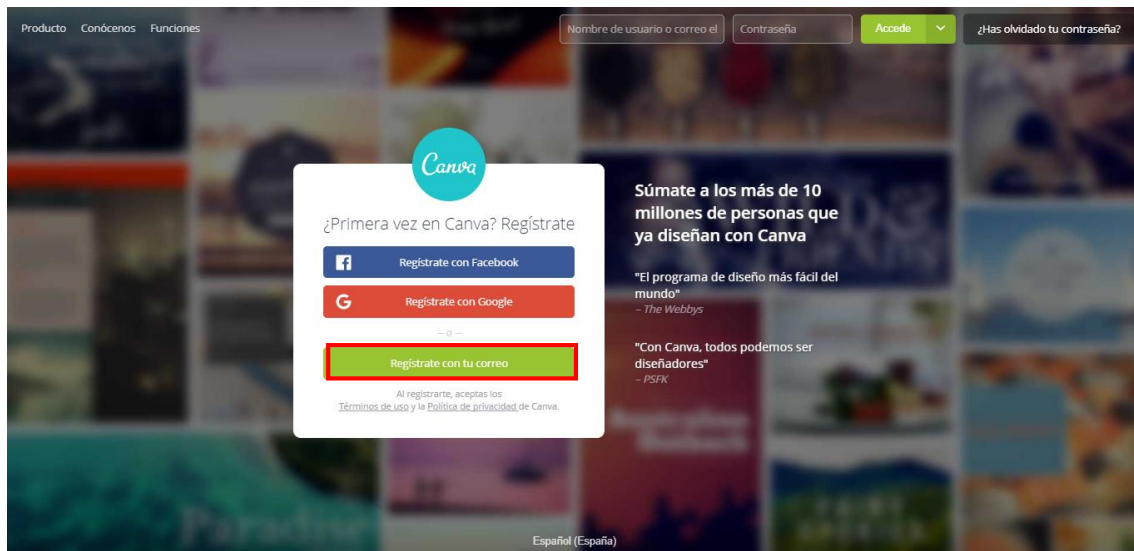 Producto Conócenos Funciones
Nombre de usuario o correo el Contraseña Accede ¿Has olvidado tu contraseña?
Canva
¿Primera vez en Canva? Regístrate
Regístrate con Facebook
G Regístrate con Google
– o –
Regístrate con tu correo
Al registrarte, aceptas los
Términos de uso y la Política de privacidad de Canva.
Súmate a los más de 10
millones de personas que
ya diseñan con Canva
"El programa de diseño más fácil del
mundo"
– The Webbys
"Con Canva, todos podemos ser
diseñadores"
– PSFK
Paradise
Español (España)